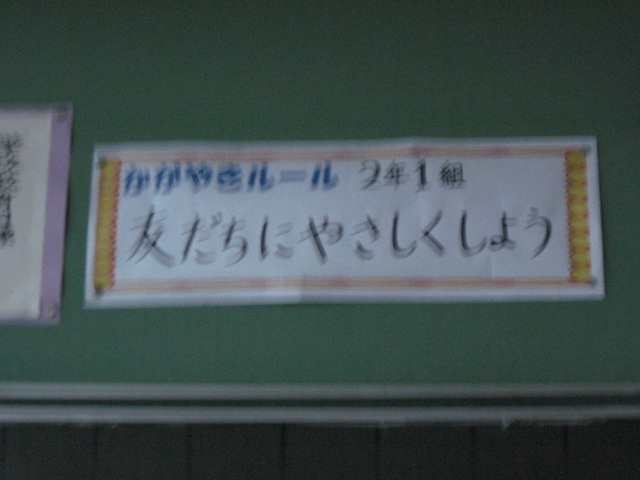 かがやきルール 2年1組
友だちにやさしくしよう